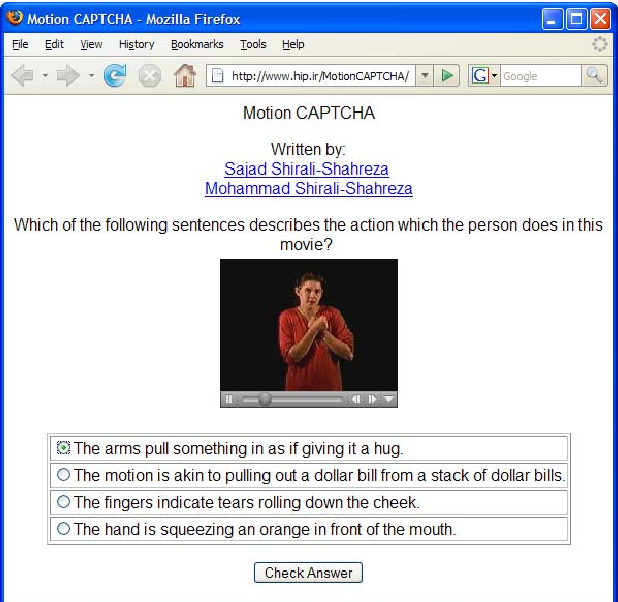 Motion CAPTCHA - Mozilla Firefox
File Edit View History Bookmarks Tools Help
http://www.hip.ir/MotionCAPTCHA/ G Google
Motion CAPTCHA
Written by:
Sajad Shirali-Shahreza
Mohammad Shirali-Shahreza
Which of the following sentences describes the action which the person does in this
movie?
The arms pull something in as if giving it a hug.
The motion is akin to pulling out a dollar bill from a stack of dollar bills.
The fingers indicate tears rolling down the cheek.
The hand is squeezing an orange in front of the mouth.
Check Answer